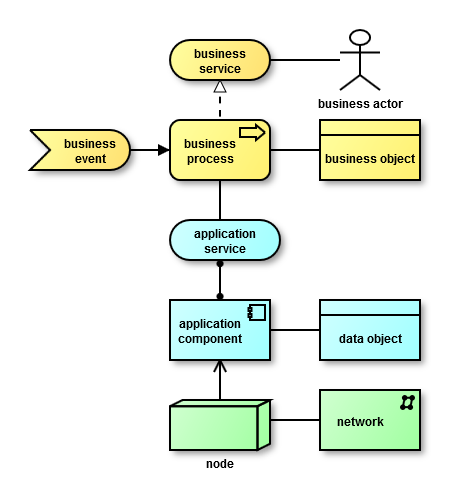 business
service
business actor
business
event
business
process
business object
application
service
application
component
data object
network
node